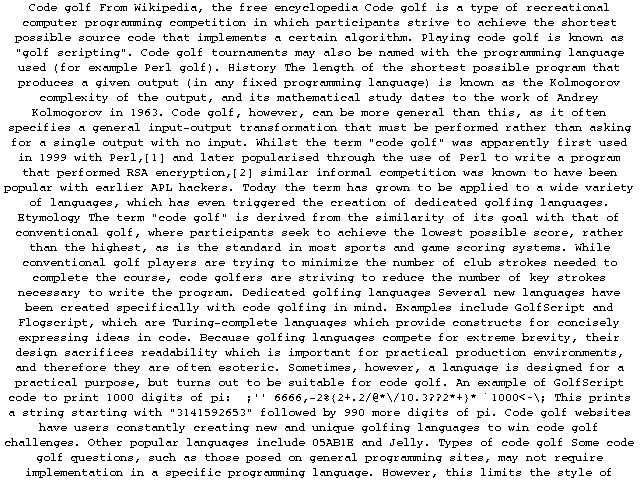 Code golf From Wikipedia, the free encyclopedia Code golf is a type of recreational
computer programming competition in which participants strive to achieve the shortest
possible source code that implements a certain algorithm. Playing code golf is known as
"golf scripting". Code golf tournaments may also be named with the programming language
used (for example Perl golf). History The length of the shortest possible program that
produces a given output (in any fixed programming language) is known as the Kolmogorov
complexity of the output, and its mathematical study dates to the work of Andrey
Kolmogorov in 1963. Code golf, however, can be more general than this, as it often
specifies a general input-output transformation that must be performed rather than asking
for a single output with no input. Whilst the term "code golf" was apparently first used
in 1999 with Perl,[1] and later popularised through the use of Perl to write a program
that performed RSA encryption,[2] similar informal competition was known to have been
popular with earlier APL hackers. Today the term has grown to be applied to a wide variety
of languages, which has even triggered the creation of dedicated golfing languages.
Etymology The term "code golf" is derived from the similarity of its goal with that of
conventional golf, where participants seek to achieve the lowest possible score, rather
than the highest, as is the standard in most sports and game scoring systems. While
conventional golf players are trying to minimize the number of club strokes needed to
complete the course, code golfers are striving to reduce the number of key strokes
necessary to write the program. Dedicated golfing languages Several new languages have
been created specifically with code golfing in mind. Examples include GolfScript and
Flogscript, which are Turing-complete languages which provide constructs for concisely
expressing ideas in code. Because golfing languages compete for extreme brevity, their
design sacrifices readability which is important for practical production environments,
and therefore they are often esoteric. Sometimes, however, a language is designed for a
practical purpose, but turns out to be suitable for code golf. An example of GolfScript
code to print 1000 digits of pi: ;'' 6666,-2%{2+.2/@*\/10.3??2*+}* `1000<~\; This prints
a string starting with "3141592653" followed by 990 more digits of pi. Code golf websites
have users constantly creating new and unique golfing languages to win code golf
challenges. Other popular languages include 05AB1E and Jelly. Types of code golf Some code
golf questions, such as those posed on general programming sites, may not require
implementation in a specific programming language. However, this limits the style of